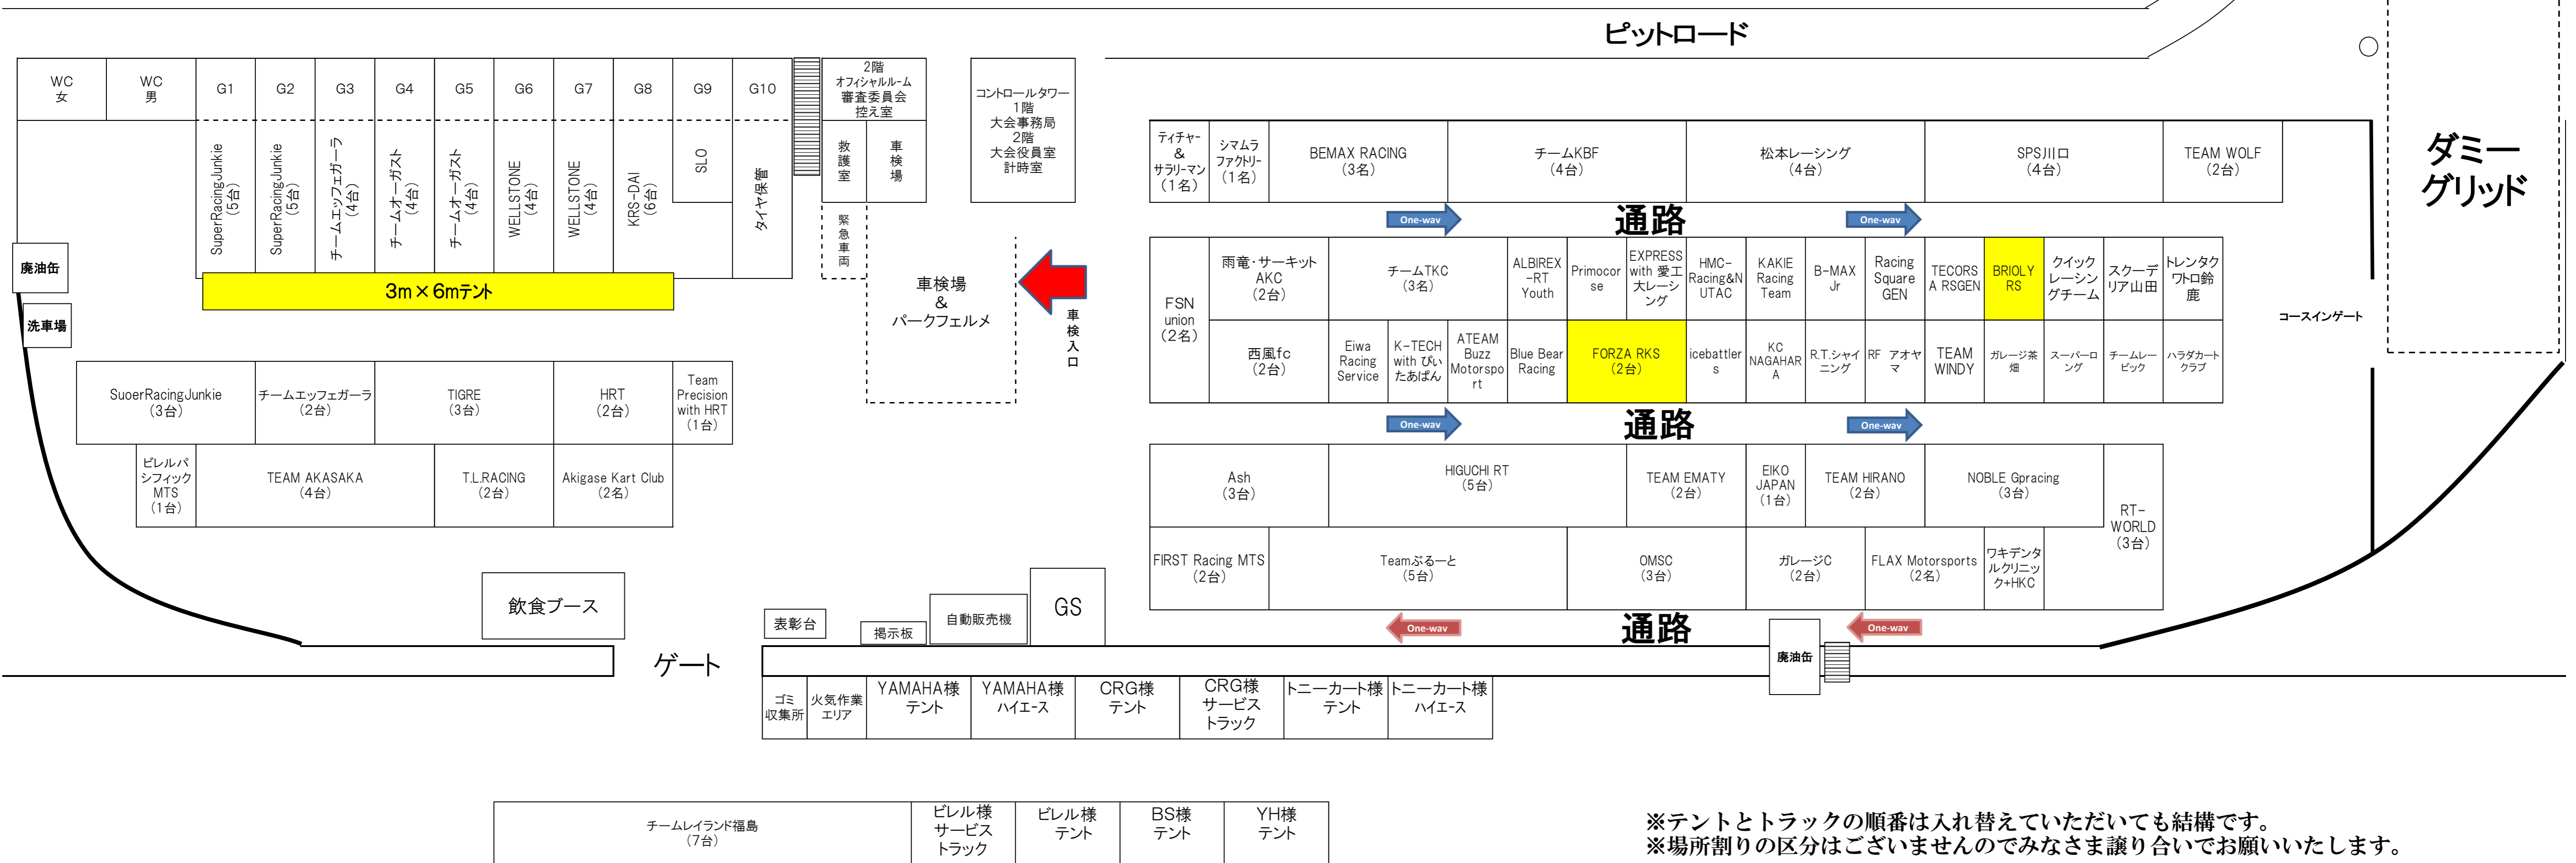 ピットロード
WC
女
WC
男
G1
G2
G3
G4
G5
G6
G7
G8
G9
G10
2階
オフィシャルルーム
審査委員会
控え室
コントロールタワー
1階
大会事務局
2階
大会役員室
計時室
SuperRacingJunkie
(5台)
SuperRacingJunkie
(5台)
チームエッフェガーラ
(4台)
チームオーガスト
(4台)
チームオーガスト
(4台)
WELLSTONE
(4台)
WELLSTONE
(4台)
KRS-DAI
(6台)
SLO
タイヤ保管
救護室
車検場
緊急車両
廃油缶
洗車場
3m×6mテント
車検場
&
パークフェルメ
車検入口
ティチャー
&
サラリーマン
(1名)
シマムラ
ファクトリー
(1名)
BEMAX RACING
(3名)
チームKBF
(4台)
松本レーシング
(4台)
SPS川口
(4台)
TEAM WOLF
(2台)
ダミー
グリッド
One-way
通路
One-way
FSN
union
(2名)
雨竜・サーキット
AKC
(2台)
チームTKC
(3名)
ALBIREX
-RT
Youth
Primocor
se
EXPRESS
with 愛工
大レーシ
ング
HMC-
Racing&N
UTAC
KAKIE
Racing
Team
B-MAX
Jr
Racing
Square
GEN
TECORS
A RSGEN
BRIOLY
RS
クイック
レーシン
グチーム
スクーデ
リア山田
トレンタク
ワトロ鈴
鹿
コースインゲート
西風fc
(2台)
Eiwa
Racing
Service
K-TECH
with ぴい
たあぱん
ATEAM
Buzz
Motorspo
rt
Blue Bear
Racing
FORZA RKS
(2台)
icebattler
s
KC
NAGAHAR
A
R.T.シャイ
ニング
RF アオヤ
マ
TEAM
WINDY
ガレージ茶
畑
スーパーロ
ング
チームレー
ビック
ハラダカート
クラブ
SuoerRacingJunkie
(3台)
チームエッフェガーラ
(2台)
TIGRE
(3台)
HRT
(2台)
Team
Precision
with HRT
(1台)
One-way
通路
One-way
ビレルパ
シフィック
MTS
(1台)
TEAM AKASAKA
(4台)
T.L.RACING
(2台)
Akigase Kart Club
(2名)
Ash
(3台)
HIGUCHI RT
(5台)
TEAM EMATY
(2台)
EIKO
JAPAN
(1台)
TEAM HIRANO
(2台)
NOBLE Gpracing
(3台)
RT-
WORLD
(3台)
FIRST Racing MTS
(2台)
Teamぶるーと
(5台)
OMSC
(3台)
ガレージC
(2台)
FLAX Motorsports
(2名)
ワキデンタ
ルクリニッ
ク+HKC
飲食ブース
表彰台
掲示板
自動販売機
GS
One-way
通路
One-way
廃油缶
ゲート
ゴミ
収集所
火気作業
エリア
YAMAHA様
テント
YAMAHA様
ハイエース
CRG様
テント
CRG様
サービス
トラック
トニーカート様
テント
トニーカート様
ハイエース
チームレイランド福島
(7台)
ビレル様
サービス
トラック
ビレル様
テント
BS様
テント
YH様
テント
※テントとトラックの順番は入れ替えていただいても結構です。
※場所割りの区分はございませんのでみなさま譲り合いでお願いいたします。